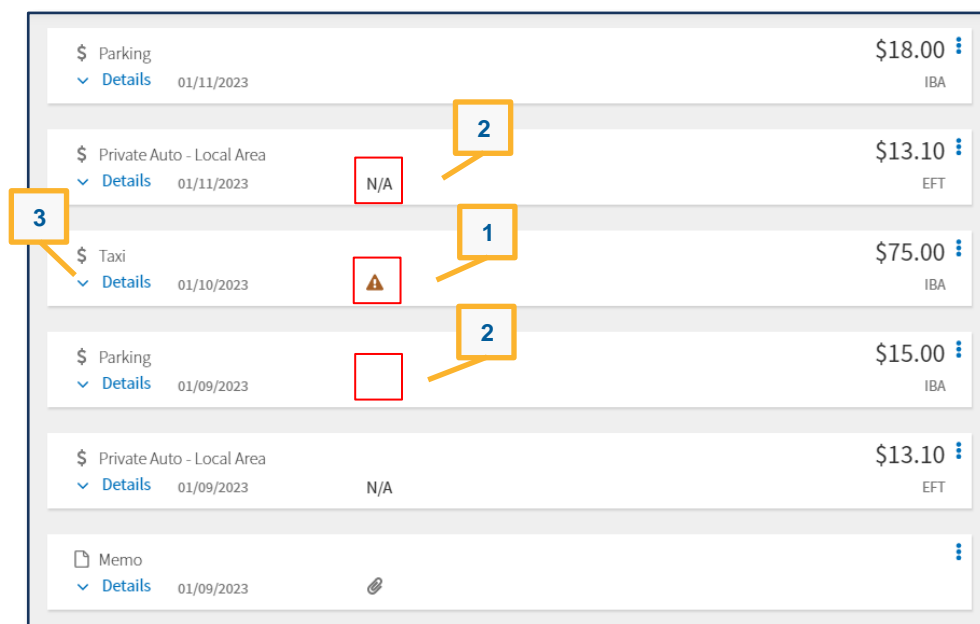 $ Parking $18.00
Details 01/11/2023 IBA
2
$ Private Auto - Local Area $13.10
Details 01/11/2023 N/A EFT
3
1
$ Taxi $75.00
Details 01/10/2023 IBA
2
$ Parking $15.00
Details 01/09/2023 IBA
$ Private Auto - Local Area $13.10
Details 01/09/2023 N/A EFT
Memo
Details 01/09/2023